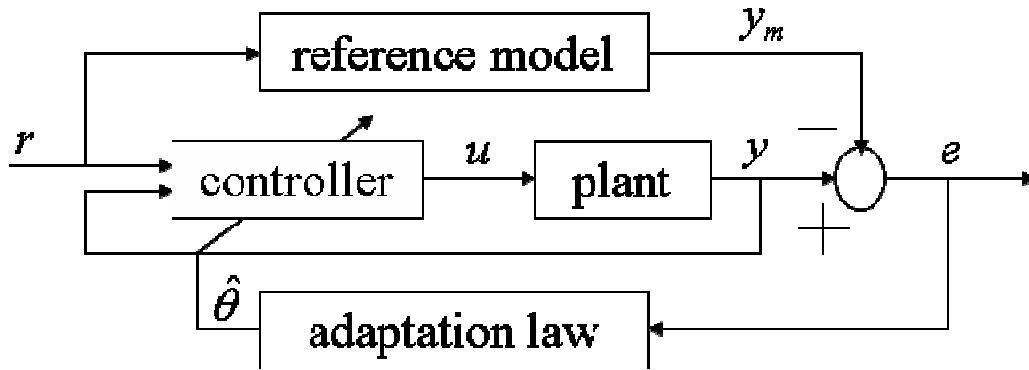 y_m
reference model
r
controller
u
plant
y
−
+
e
θ̂
adaptation law